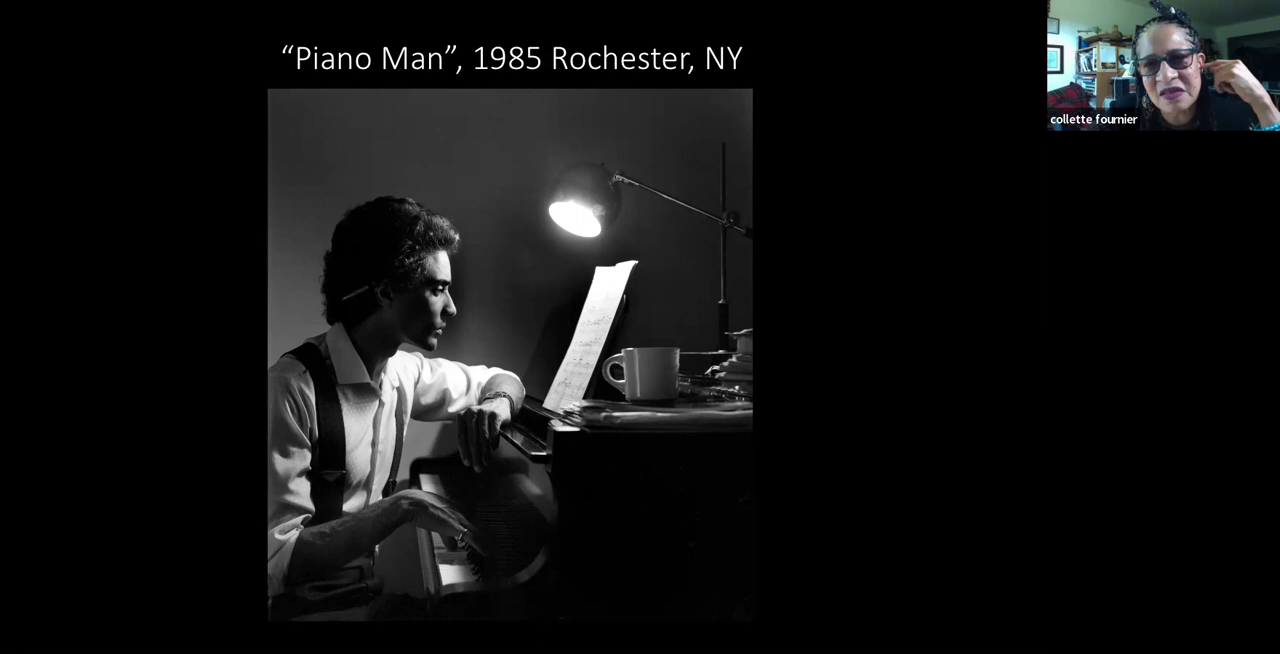 “Piano Man”, 1985 Rochester, NY
collette fournier